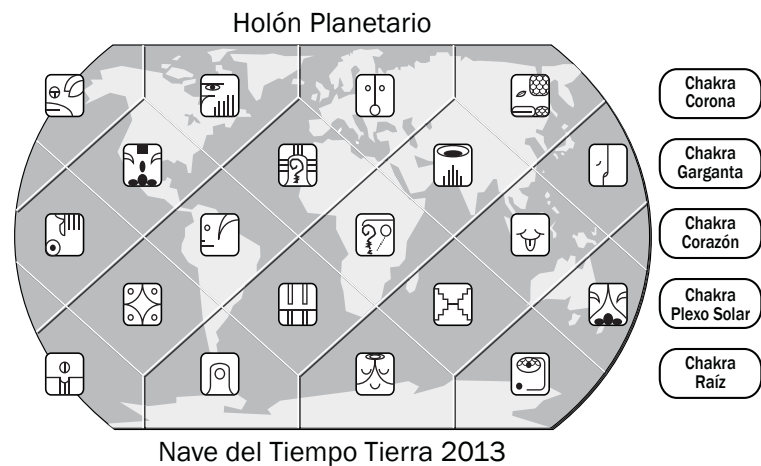 Holón Planetario
Chakra
Corona
Chakra
Garganta
Chakra
Corazón
Chakra
Plexo Solar
Chakra
Raíz
Nave del Tiempo Tierra 2013